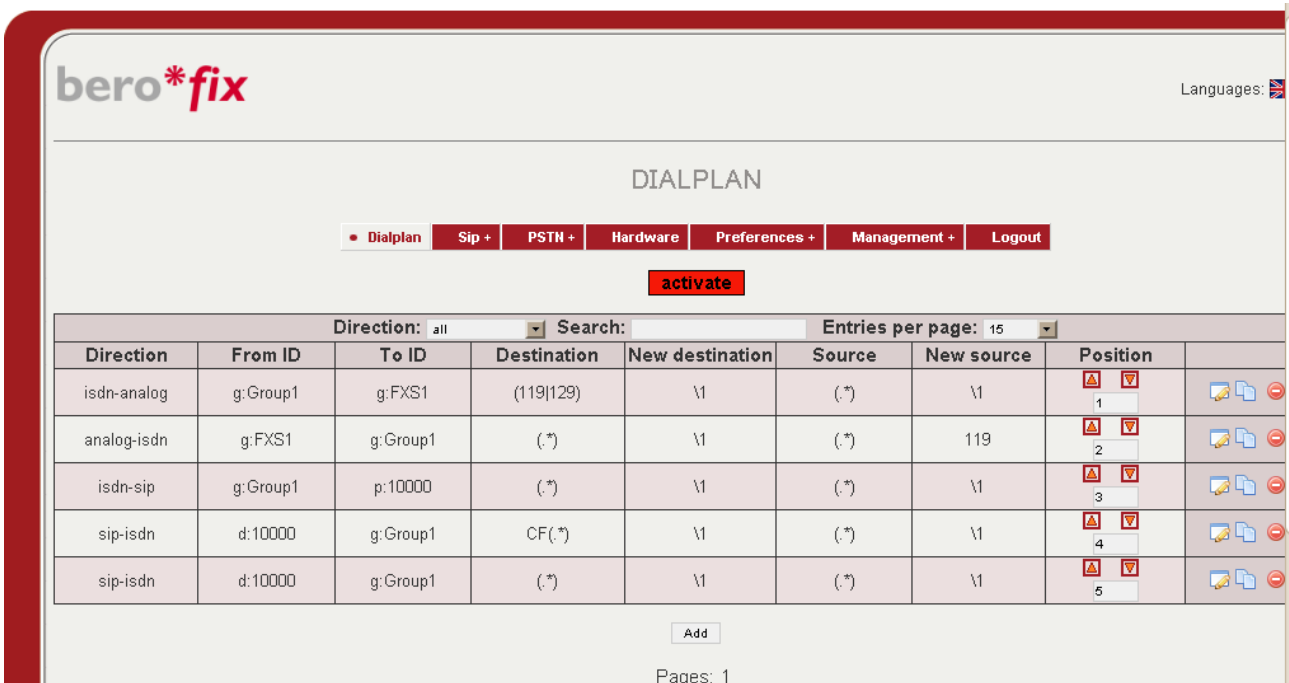 bero*fix
Languages:
DIALPLAN
Dialplan Sip + PSTN + Hardware Preferences + Management + Logout
activate
Direction: all Search: Entries per page: 15
Direction From ID To ID Destination New destination Source New source Position
isdn-analog g:Group1 g:FXS1 (119|129) \1 (.*) \1 1
analog-isdn g:FXS1 g:Group1 (.*) \1 (.*) 119 2
isdn-sip g:Group1 p:10000 (.*) \1 (.*) \1 3
sip-isdn d:10000 g:Group1 CF(.*) \1 (.*) \1 4
sip-isdn d:10000 g:Group1 (.*) \1 (.*) \1 5
Add
Pages: 1